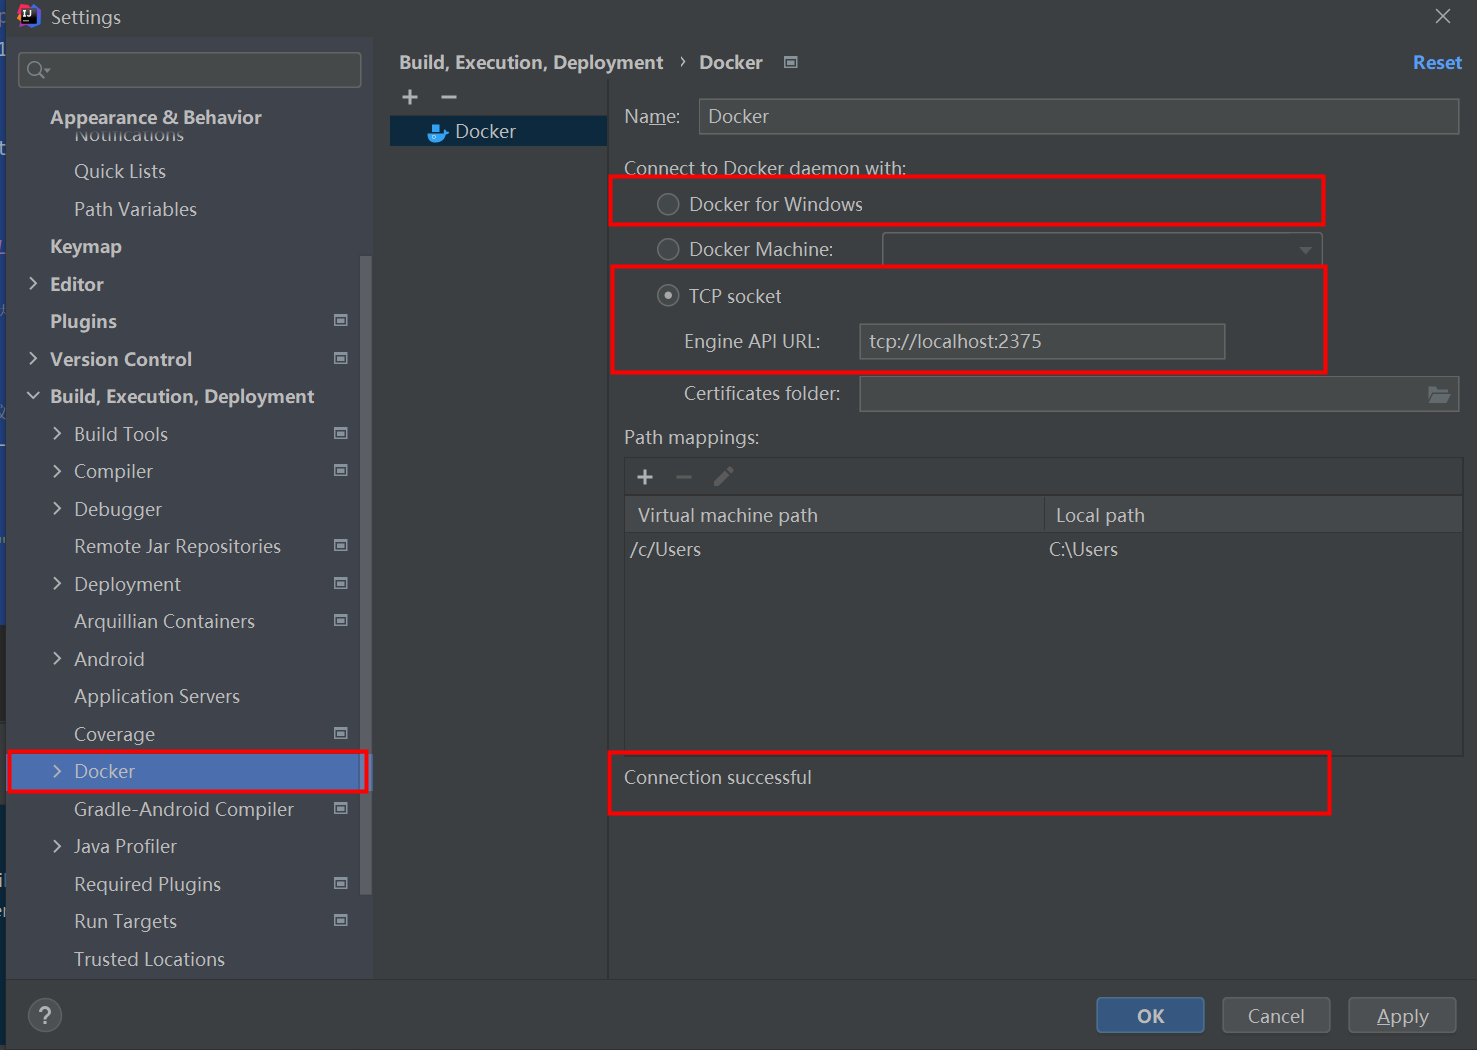 Settings
Appearance & Behavior
Notifications
Quick Lists
Path Variables
Keymap
Editor
Plugins
Version Control
Build, Execution, Deployment
Build Tools
Compiler
Debugger
Remote Jar Repositories
Deployment
Arquillian Containers
Android
Application Servers
Coverage
Docker
Gradle-Android Compiler
Java Profiler
Required Plugins
Run Targets
Trusted Locations
Build, Execution, Deployment › Docker
Reset
Docker
Name: Docker
Connect to Docker daemon with:
Docker for Windows
Docker Machine:
TCP socket
Engine API URL: tcp://localhost:2375
Certificates folder:
Path mappings:
Virtual machine path Local path
/c/Users C:\Users
Connection successful
?
OK Cancel Apply